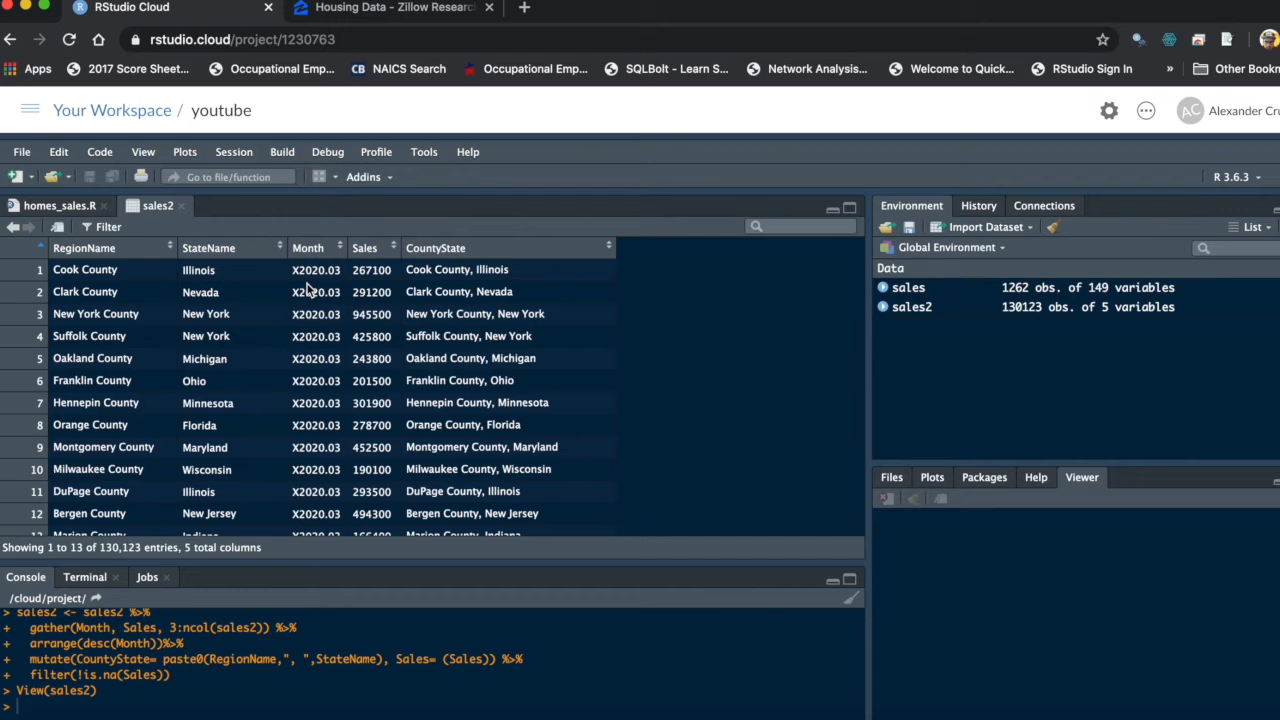 RStudio Cloud
Housing Data - Zillow Research
rstudio.cloud/project/1230763
Apps 2017 Score Sheet... Occupational Emp... CB NAICS Search Occupational Emp... SQLBolt - Learn S... Network Analysis... Welcome to Quick... RStudio Sign In » Other Bookm
Your Workspace / youtube
AC Alexander Cru
File Edit Code View Plots Session Build Debug Profile Tools Help
Go to file/function Addins R 3.6.3
homes_sales.R sales2
Filter
RegionName StateName Month Sales CountyState
1 Cook County Illinois X2020.03 267100 Cook County, Illinois
2 Clark County Nevada X2020.03 291200 Clark County, Nevada
3 New York County New York X2020.03 945500 New York County, New York
4 Suffolk County New York X2020.03 425800 Suffolk County, New York
5 Oakland County Michigan X2020.03 243800 Oakland County, Michigan
6 Franklin County Ohio X2020.03 201500 Franklin County, Ohio
7 Hennepin County Minnesota X2020.03 301900 Hennepin County, Minnesota
8 Orange County Florida X2020.03 278700 Orange County, Florida
9 Montgomery County Maryland X2020.03 452500 Montgomery County, Maryland
10 Milwaukee County Wisconsin X2020.03 190100 Milwaukee County, Wisconsin
11 DuPage County Illinois X2020.03 293500 DuPage County, Illinois
12 Bergen County New Jersey X2020.03 494300 Bergen County, New Jersey
Marion County Indiana X2020.03 166400 Marion County, Indiana
Showing 1 to 13 of 130,123 entries, 5 total columns
Console Terminal Jobs
/cloud/project/
> sales2 <- sales2 %>%
+ gather(Month, Sales, 3:ncol(sales2)) %>%
+ arrange(desc(Month))%>%
+ mutate(CountyState= paste0(RegionName,", ",StateName), Sales= (Sales)) %>%
+ filter(!is.na(Sales))
> View(sales2)
>
Environment History Connections
Import Dataset List
Global Environment
Data
sales 1262 obs. of 149 variables
sales2 130123 obs. of 5 variables
Files Plots Packages Help Viewer